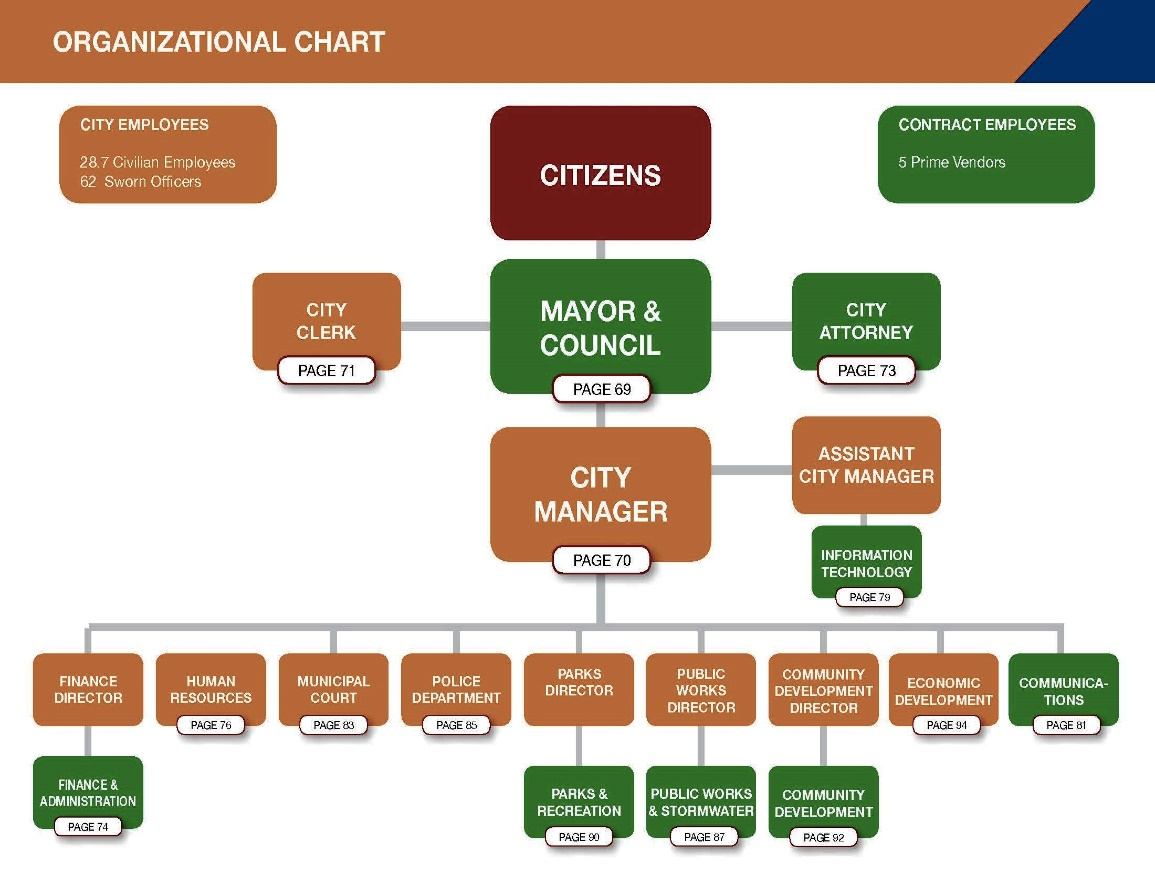 ORGANIZATIONAL CHART
CITY EMPLOYEES
28.7 Civilian Employees
62 Sworn Officers
CITIZENS
CONTRACT EMPLOYEES
5 Prime Vendors
CITY
CLERK
PAGE 71
MAYOR &
COUNCIL
PAGE 69
CITY
ATTORNEY
PAGE 73
CITY
MANAGER
PAGE 70
ASSISTANT
CITY MANAGER
INFORMATION
TECHNOLOGY
PAGE 79
FINANCE
DIRECTOR
HUMAN
RESOURCES
PAGE 76
MUNICIPAL
COURT
PAGE 83
POLICE
DEPARTMENT
PAGE 85
PARKS
DIRECTOR
PUBLIC
WORKS
DIRECTOR
COMMUNITY
DEVELOPMENT
DIRECTOR
ECONOMIC
DEVELOPMENT
PAGE 94
COMMUNICA-
TIONS
PAGE 81
FINANCE &
ADMINISTRATION
PAGE 74
PARKS &
RECREATION
PAGE 90
PUBLIC WORKS
& STORMWATER
PAGE 87
COMMUNITY
DEVELOPMENT
PAGE 92